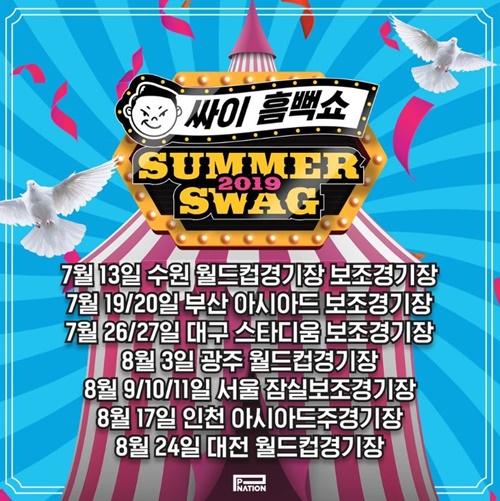 싸이 흠뻑쇼
SUMMER
2019
SWAG
7월 13일 수원 월드컵경기장 보조경기장
7월 19/20일 부산 아시아드 보조경기장
7월 26/27일 대구 스타디움 보조경기장
8월 3일 광주 월드컵경기장
8월 9/10/11일 서울 잠실보조경기장
8월 17일 인천 아시아드주경기장
8월 24일 대전 월드컵경기장
P NATION